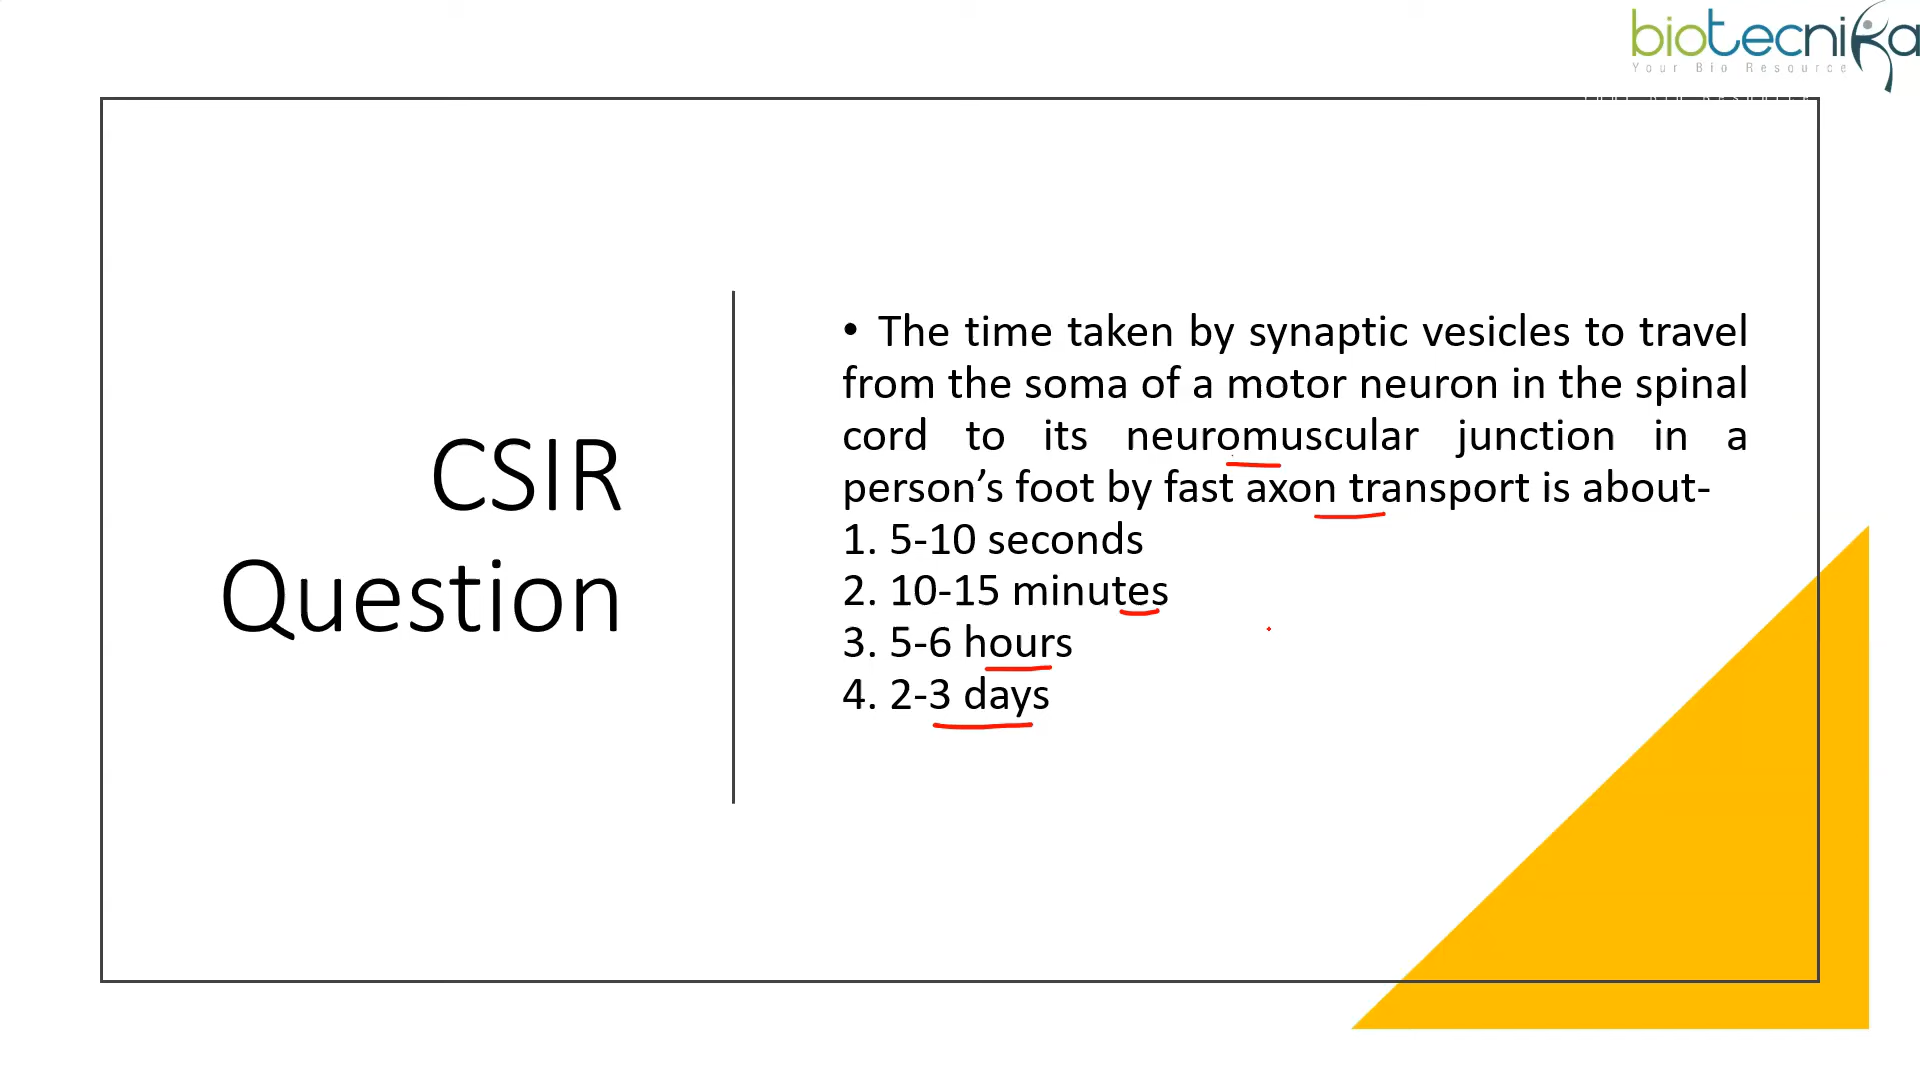 biotecnika
Your Bio Resource
CSIR
Question
• The time taken by synaptic vesicles to travel
from the soma of a motor neuron in the spinal
cord to its neuromuscular junction in a
person’s foot by fast axon transport is about-
1. 5-10 seconds
2. 10-15 minutes
3. 5-6 hours
4. 2-3 days